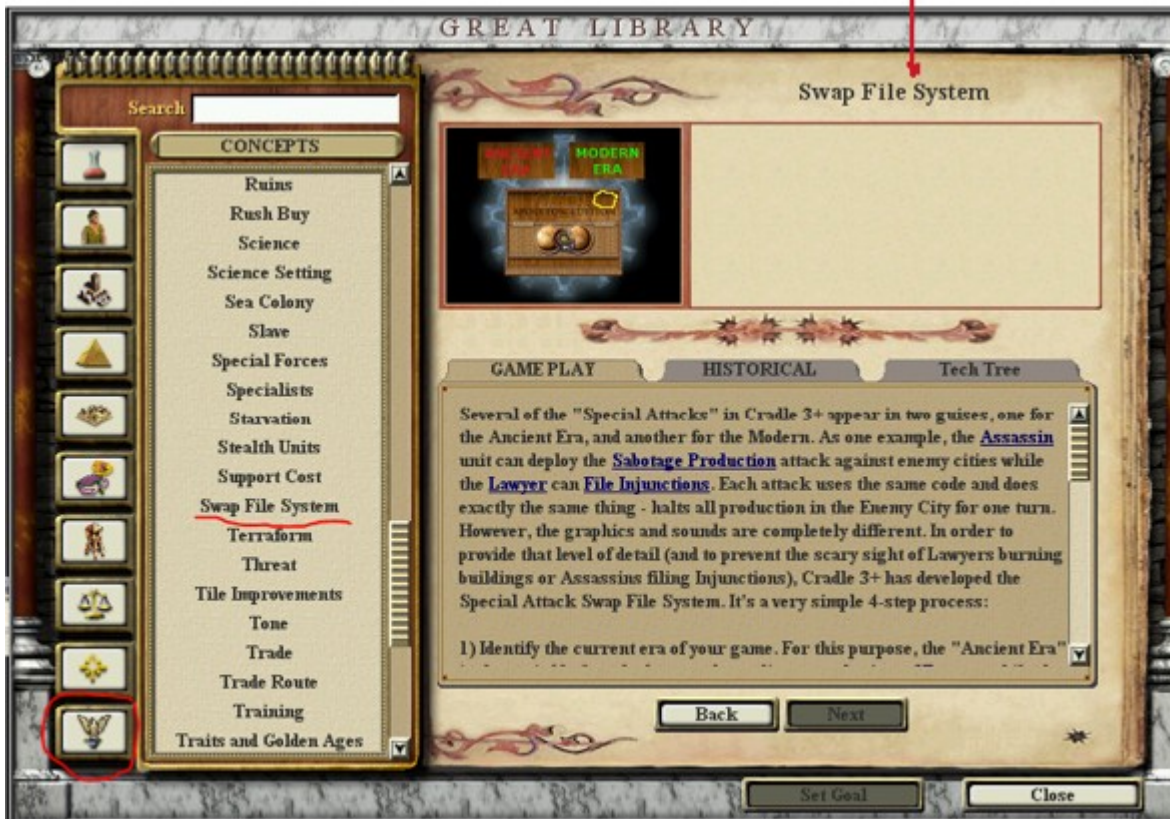 GREAT LIBRARY
Search
CONCEPTS
Ruins
Rush Buy
Science
Science Setting
Sea Colony
Slave
Special Forces
Specialists
Starvation
Stealth Units
Support Cost
Swap File System
Terraform
Threat
Tile Improvements
Tone
Trade
Trade Route
Training
Traits and Golden Ages
Swap File System
MODERN
ERA
GAME PLAY
HISTORICAL
Tech Tree
Several of the "Special Attacks" in Cradle 3+ appear in two guises, one for
the Ancient Era, and another for the Modern. As one example, the Assassin
unit can deploy the Sabotage Production attack against enemy cities while
the Lawyer can File Injunctions. Each attack uses the same code and does
exactly the same thing - halts all production in the Enemy City for one turn.
However, the graphics and sounds are completely different. In order to
provide that level of detail (and to prevent the scary sight of Lawyers burning
buildings or Assassins filing Injunctions), Cradle 3+ has developed the
Special Attack Swap File System. It's a very simple 4-step process:
1) Identify the current era of your game. For this purpose, the "Ancient Era"
Back
Next
Set Goal
Close